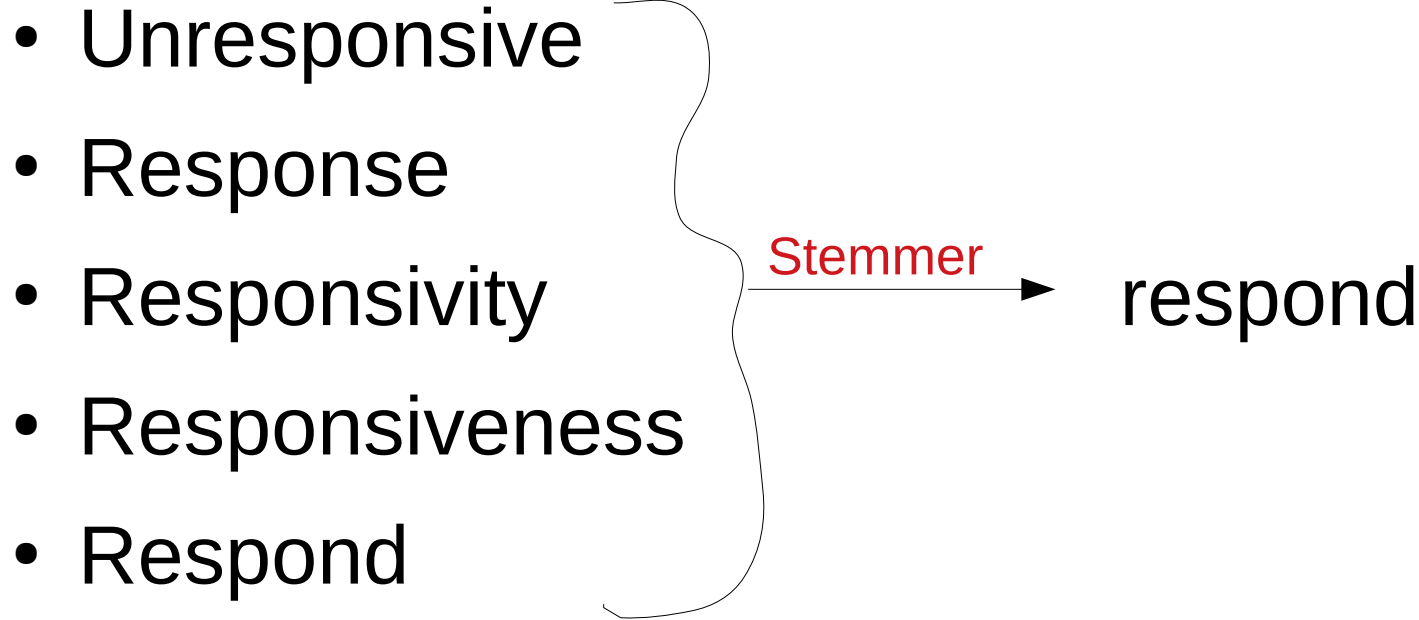 • Unresponsive
• Response
• Responsivity
• Responsiveness
• Respond
Stemmer
respond